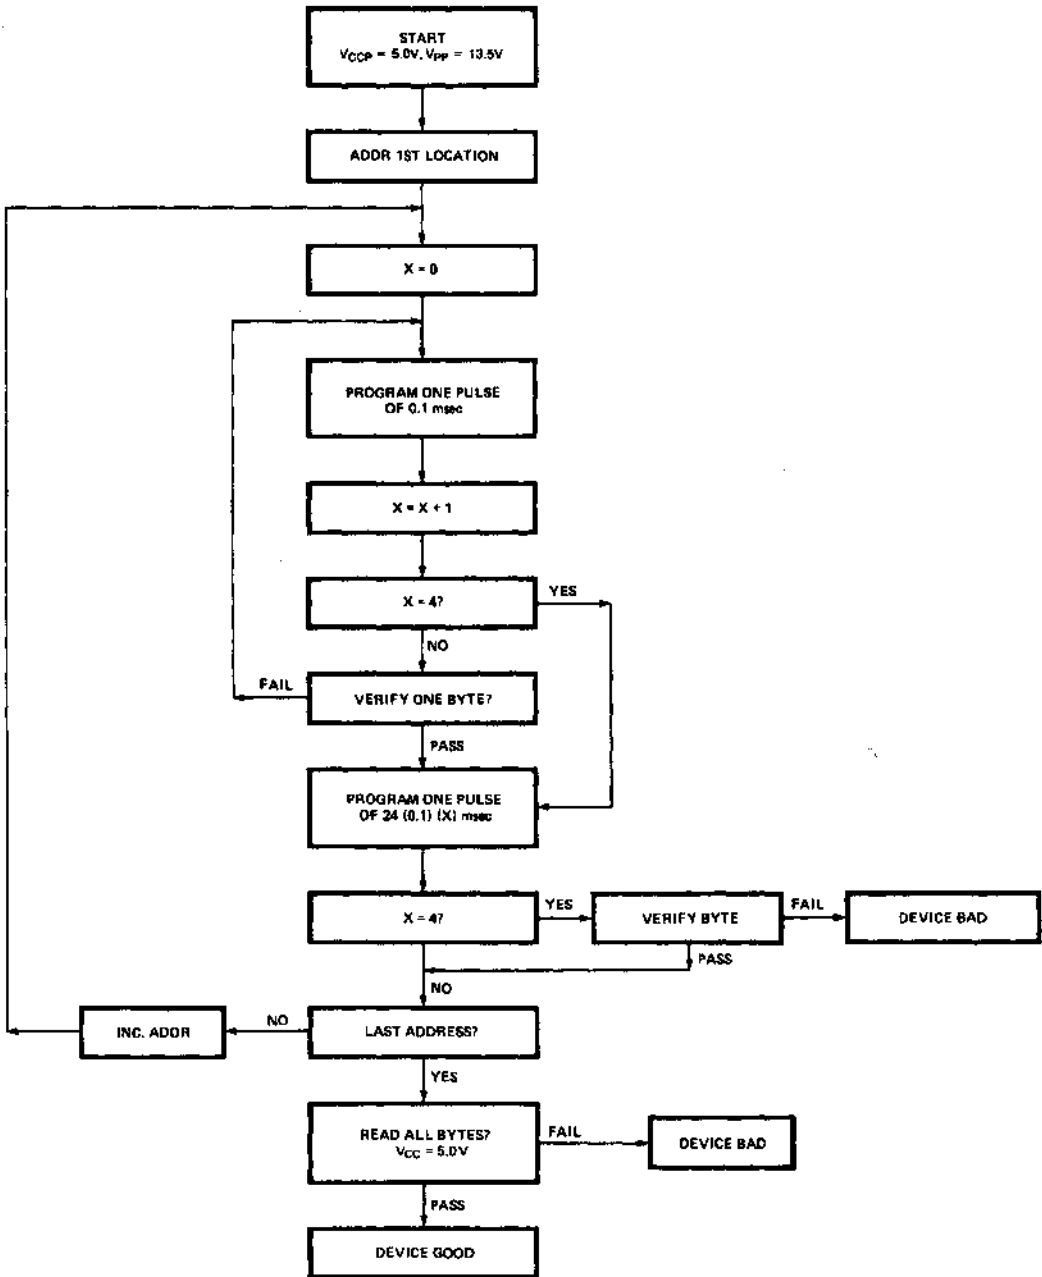 START
VCCP = 5.0V, VPP = 13.5V
ADDR 1ST LOCATION
X = 0
PROGRAM ONE PULSE
OF 0.1 msec
X = X + 1
X = 4?
YES
NO
FAIL
VERIFY ONE BYTE?
PASS
PROGRAM ONE PULSE
OF 24 (0.1) (X) msec
X = 4?
YES
VERIFY BYTE
FAIL
DEVICE BAD
PASS
NO
INC. ADDR
NO
LAST ADDRESS?
YES
READ ALL BYTES?
VCC = 5.0V
FAIL
DEVICE BAD
PASS
DEVICE GOOD